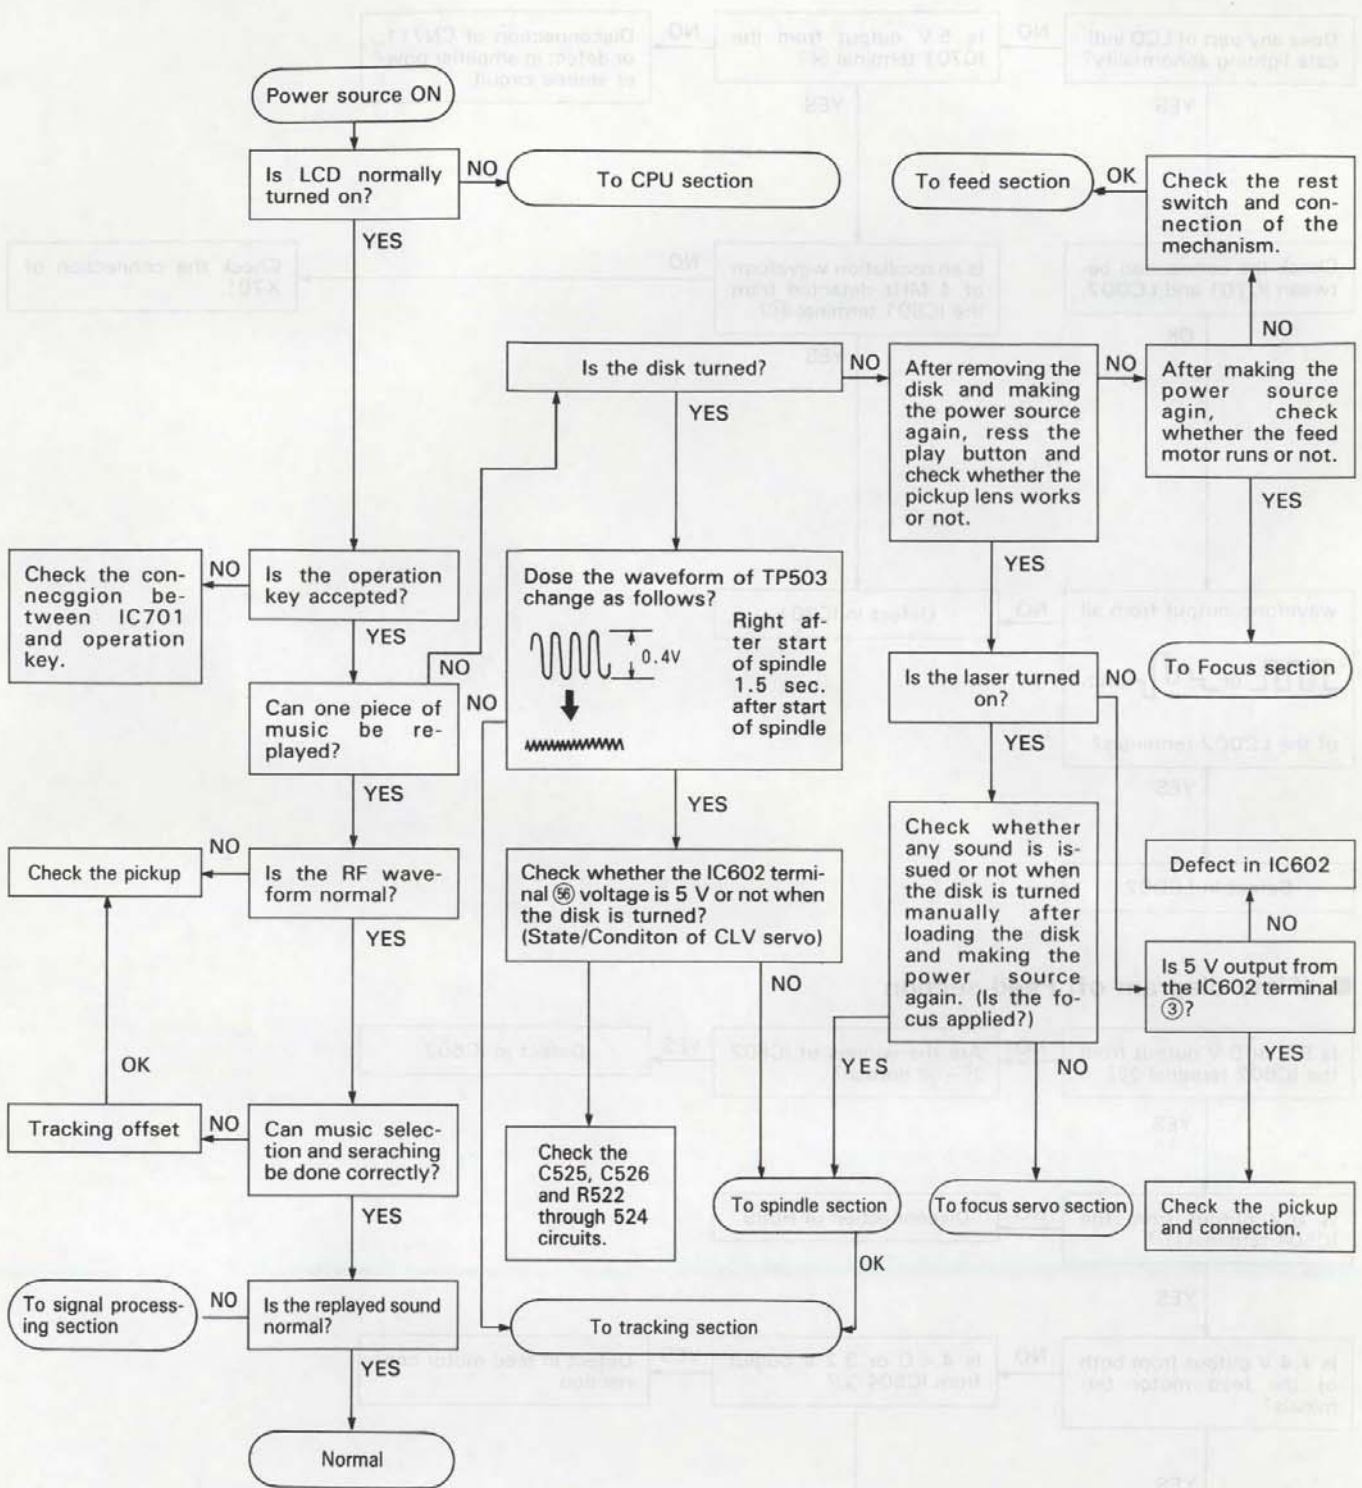 Power source ON
Is LCD normally
turned on?
NO
To CPU section
YES
To feed section
OK
Check the rest
switch and con-
nection of the
mechanism.
NO
Is the disk turned?
NO
After removing the
disk and making
the power source
again, ress the
play button and
check whether the
pickup lens works
or not.
NO
After making the
power source
agin, check
whether the feed
motor runs or not.
YES
YES
YES
To Focus section
Check the con-
necggion be-
tween IC701
and operation
key.
NO
Is the operation
key accepted?
YES
NO
Can one piece of
music be re-
played?
NO
Dose the waveform of TP503
change as follows?
0.4V
Right af-
ter start
of spindle
1.5 sec.
after start
of spindle
Is the laser turned
on?
NO
YES
YES
YES
Check the pickup
NO
Is the RF wave-
form normal?
YES
Check whether the IC602 termi-
nal 56 voltage is 5 V or not when
the disk is turned?
(State/Conditon of CLV servo)
NO
Check whether
any sound is is-
sued or not when
the disk is turned
manually after
loading the disk
and making the
power source
again. (Is the fo-
cus applied?)
YES
NO
Defect in IC602
NO
Is 5 V output from
the IC602 terminal
③?
YES
OK
Tracking offset
NO
Can music selec-
tion and seraching
be done correctly?
YES
Check the
C525, C526
and R522
through 524
circuits.
To spindle section
To focus servo section
Check the pickup
and connection.
OK
To signal process-
ing section
NO
Is the replayed sound
normal?
To tracking section
YES
Normal